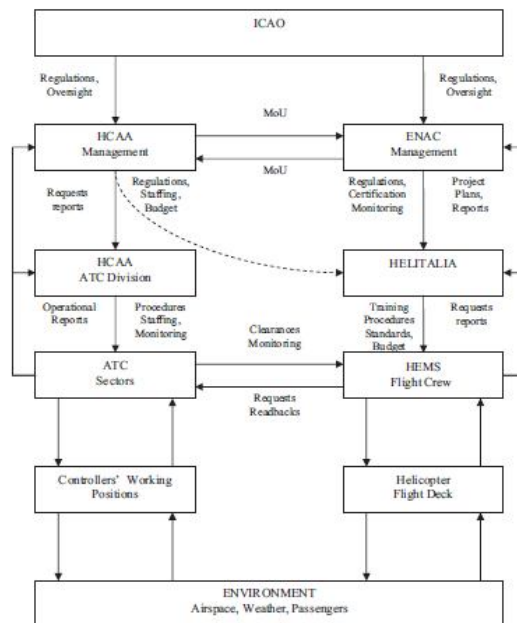 ICAO
Regulations,
Oversight
Regulations,
Oversight
HCAA
Management
MoU
MoU
ENAC
Management
Requests
reports
Regulations,
Staffing,
Budget
Regulations,
Certification
Monitoring
Project
Plans,
Reports
HCAA
ATC Division
HELITALIA
Operational
Reports
Procedures
Staffing,
Monitoring
Training
Procedures
Standards,
Budget
Requests
reports
Clearances
Monitoring
ATC
Sectors
HEMS
Flight Crew
Requests
Readbacks
Controllers' Working
Positions
Helicopter
Flight Deck
ENVIRONMENT
Airspace, Weather, Passengers